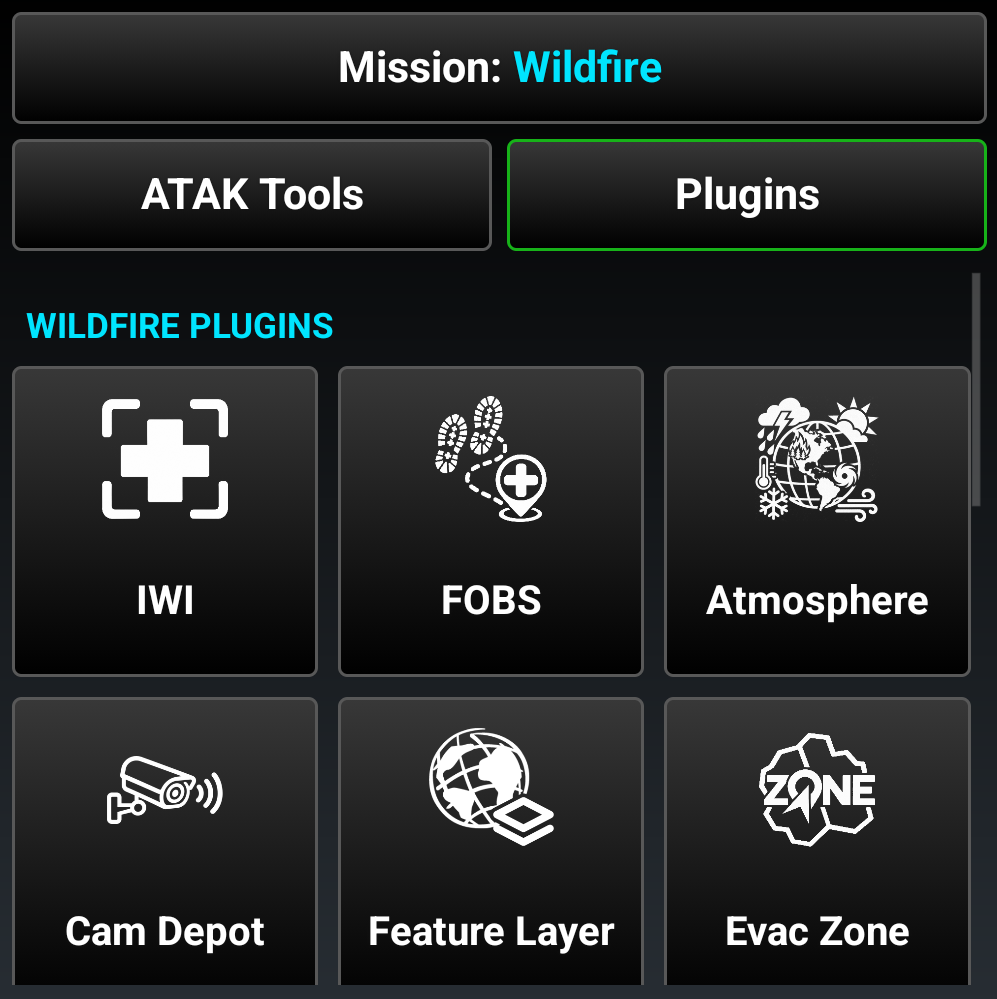 Mission: Wildfire
ATAK Tools
Plugins
WILDFIRE PLUGINS
IWI
FOBS
Atmosphere
ZONE
Cam Depot
Feature Layer
Evac Zone